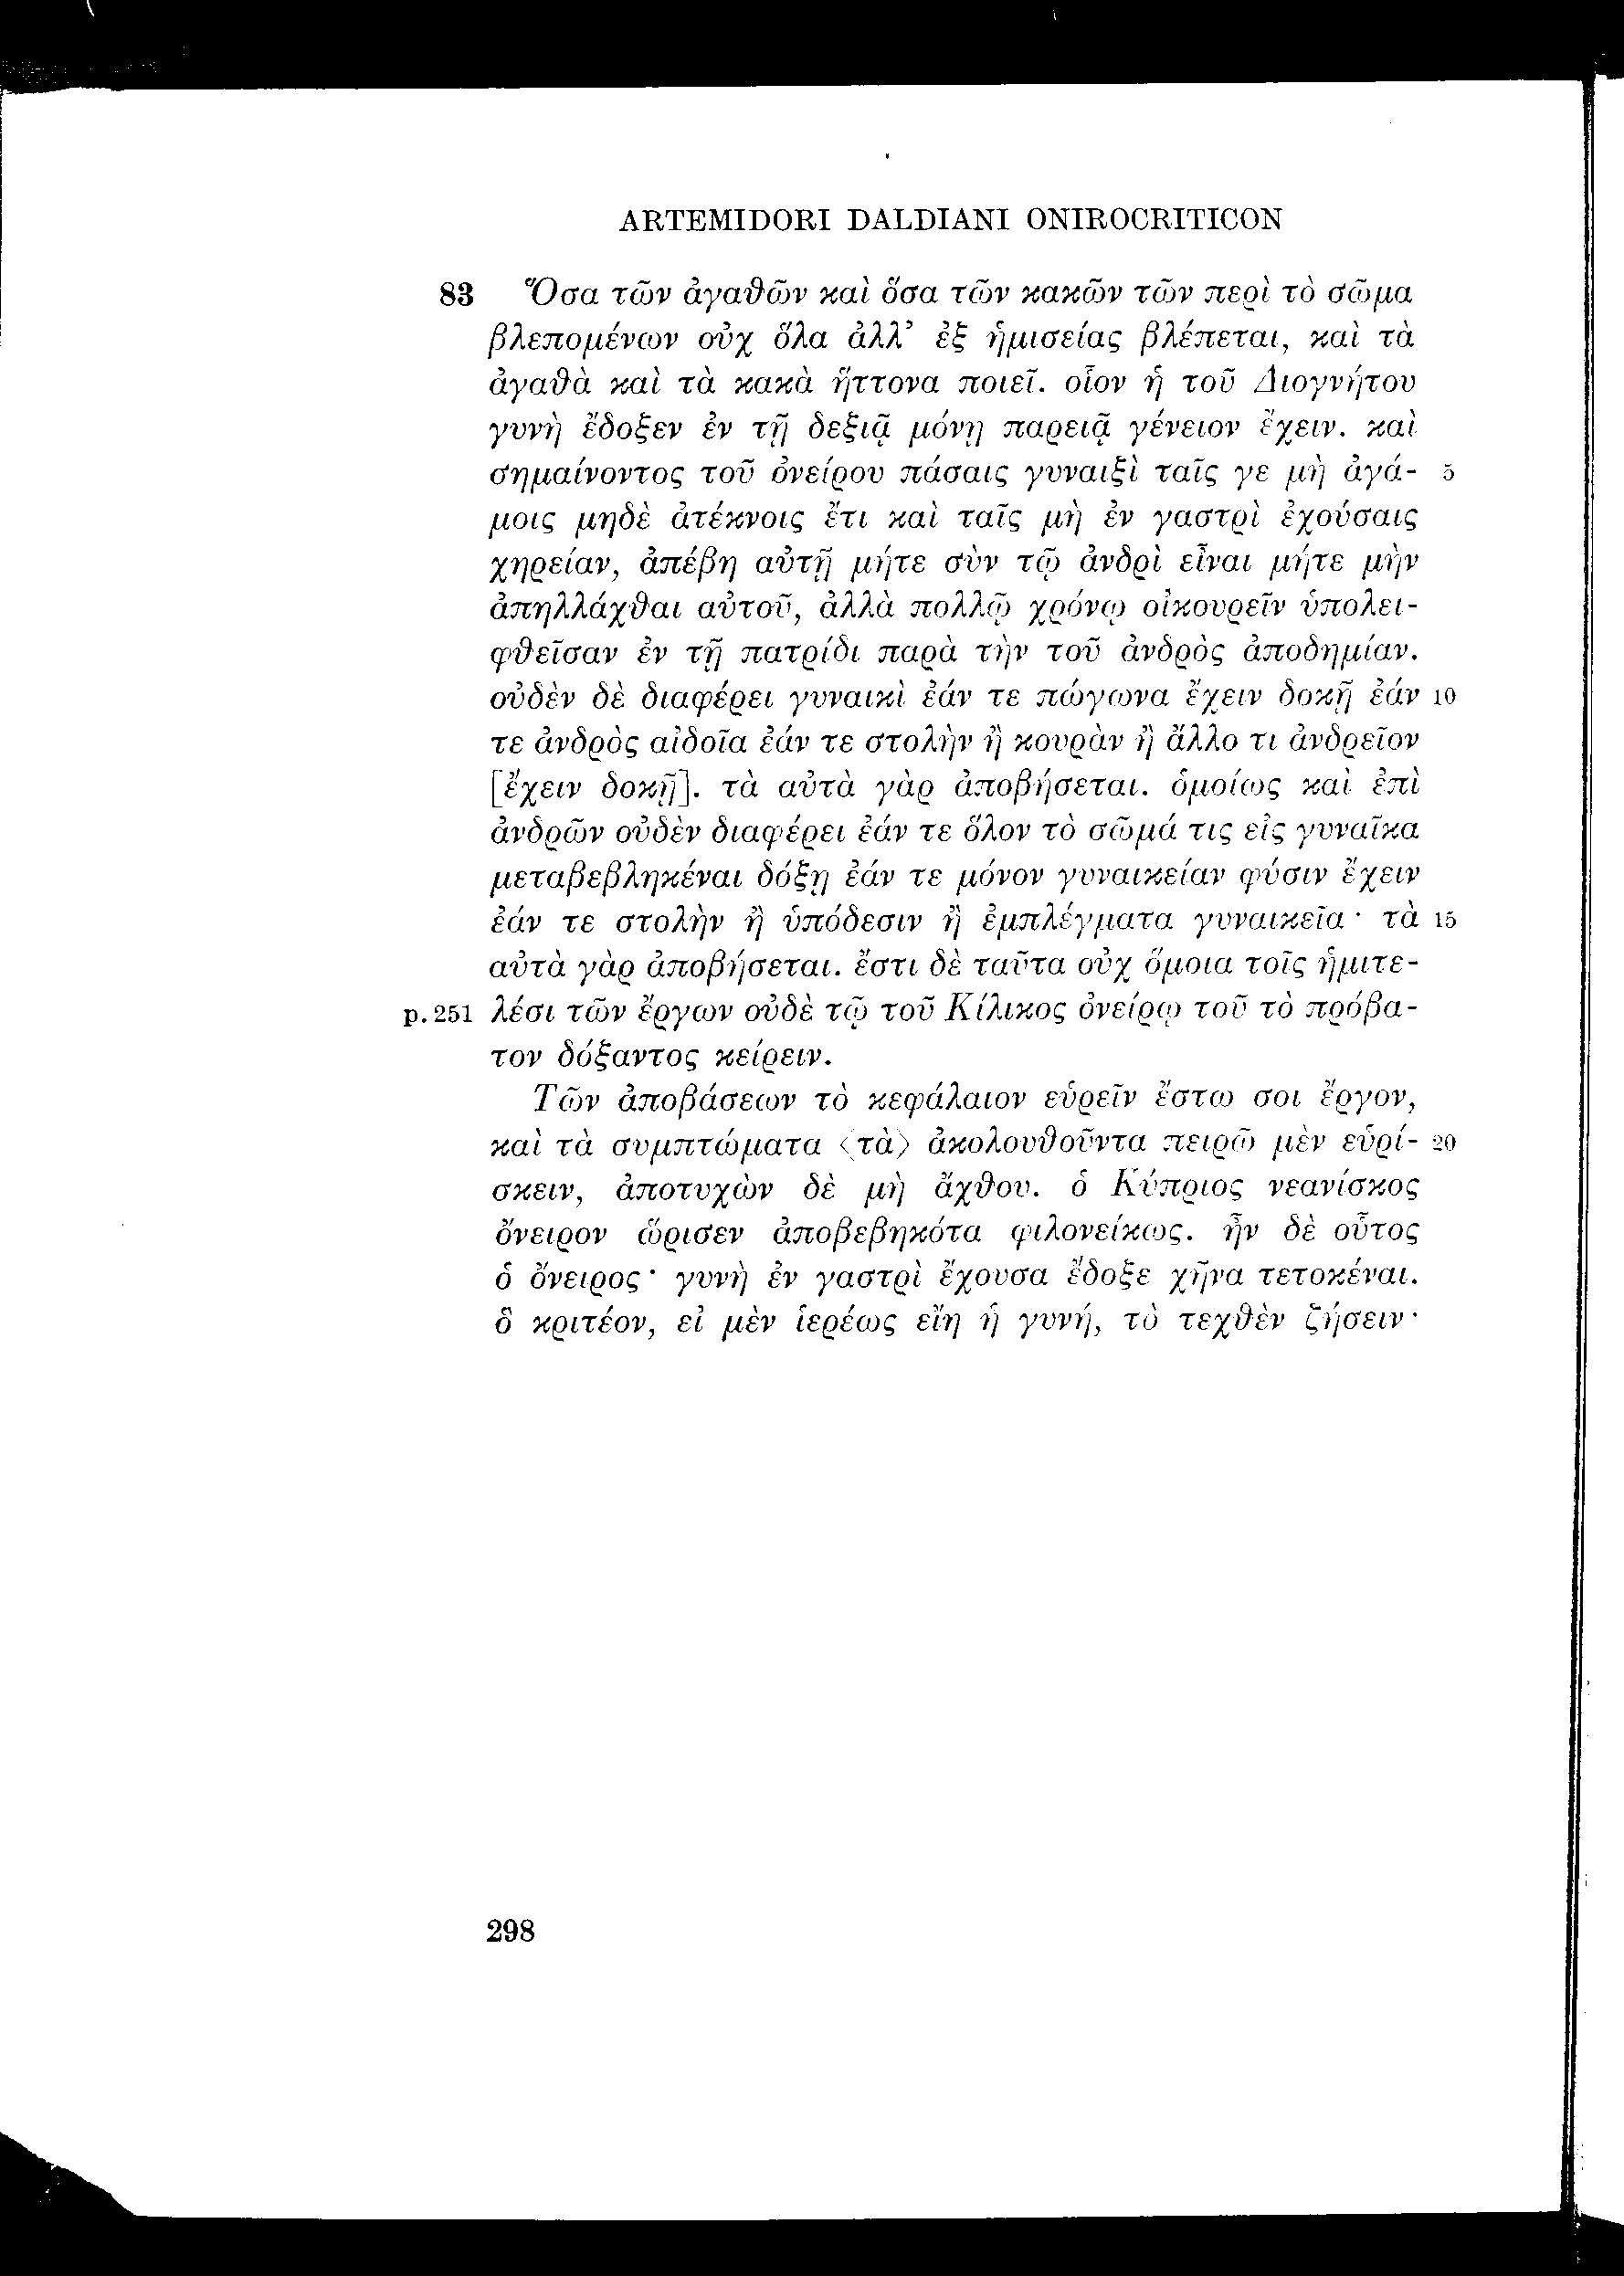 ARTEMIDORI DALDIANI ONIROCRITICON
83 Ὅσα τῶν ἀγαθῶν καὶ ὅσα τῶν κακῶν τῶν περὶ τὸ σῶμα
βλεπομένων οὐχ ὅλα ἀλλ’ ἐξ ἡμισείας βλέπεται, καὶ τὰ
ἀγαθὰ καὶ τὰ κακὰ ἥττονα ποιεῖ. οἷον ἡ τοῦ Διογνήτου
γυνὴ ἔδοξεν ἐν τῇ δεξιᾷ μόνῃ παρειᾷ γένειον ἔχειν. καὶ
σημαίνοντος τοῦ ὀνείρου πάσαις γυναιξὶ ταῖς γε μὴ ἀγά- 5
μοις μηδὲ ἀτέκνοις ἔτι καὶ ταῖς μὴ ἐν γαστρὶ ἐχούσαις
χηρείαν, ἀπέβη αὐτῇ μήτε σὺν τῷ ἀνδρὶ εἶναι μήτε μὴν
ἀπηλλάχθαι αὐτοῦ, ἀλλὰ πολλῷ χρόνῳ οἰκουρεῖν ὑπολει-
φθεῖσαν ἐν τῇ πατρίδι παρὰ τὴν τοῦ ἀνδρὸς ἀποδημίαν.
οὐδὲν δὲ διαφέρει γυναικὶ ἐάν τε πώγωνα ἔχειν δοκῇ ἐάν 10
τε ἀνδρὸς αἰδοῖα ἐάν τε στολὴν ἢ κουρὰν ἢ ἄλλο τι ἀνδρεῖον
[ἔχειν δοκῇ]. τὰ αὐτὰ γὰρ ἀποβήσεται. ὁμοίως καὶ ἐπὶ
ἀνδρῶν οὐδὲν διαφέρει ἐάν τε ὅλον τὸ σῶμά τις εἰς γυναῖκα
μεταβεβληκέναι δόξῃ ἐάν τε μόνον γυναικείαν φύσιν ἔχειν
ἐάν τε στολὴν ἢ ὑπόδεσιν ἢ ἐμπλέγματα γυναικεῖα· τὰ 15
αὐτὰ γὰρ ἀποβήσεται. ἔστι δὲ ταῦτα οὐχ ὅμοια τοῖς ἡμιτε-
p. 251 λέσι τῶν ἔργων οὐδὲ τῷ τοῦ Κίλικος ὀνείρῳ τοῦ τὸ πρόβα-
τον δόξαντος κείρειν.
Τῶν ἀποβάσεων τὸ κεφάλαιον εὑρεῖν ἔστω σοι ἔργον,
καὶ τὰ συμπτώματα ⟨τὰ⟩ ἀκολουθοῦντα πειρῶ μὲν εὑρί- 20
σκειν, ἀποτυχὼν δὲ μὴ ἄχθου. ὁ Κύπριος νεανίσκος
ὄνειρον ὥρισεν ἀποβεβηκότα φιλονείκως. ἦν δὲ οὗτος
ὁ ὄνειρος· γυνὴ ἐν γαστρὶ ἔχουσα ἔδοξε χῆνα τετοκέναι.
ὃ κριτέον, εἰ μὲν ἱερέως εἴη ἡ γυνή, τὸ τεχθὲν ζήσειν·
298